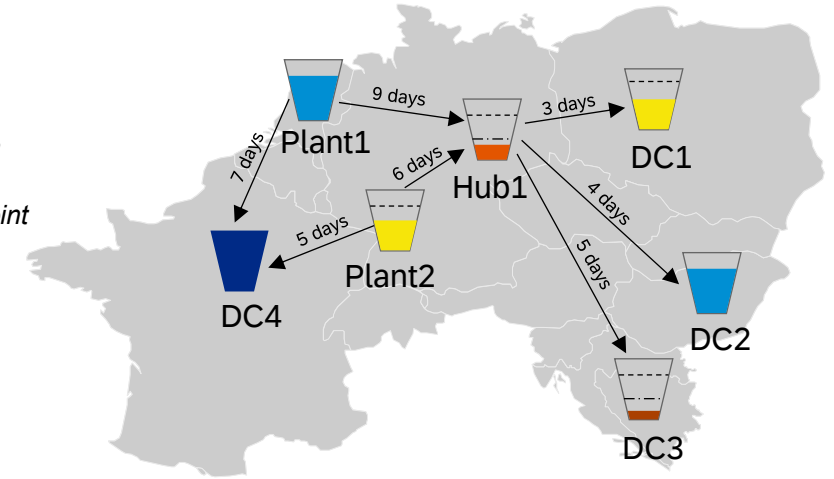 9 days
3 days
Plant1
DC1
7 days
6 days
Hub1
4 days
int
5 days
5 days
Plant2
DC4
DC2
DC3